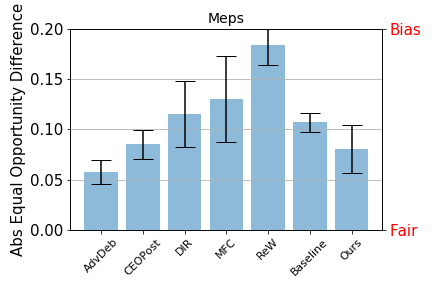 Meps
Abs Equal Opportunity Difference
0.20
0.15
0.10
0.05
0.00
Bias
Fair
AdvDeb
CEOPost
DIR
MFC
ReW
Baseline
Ours